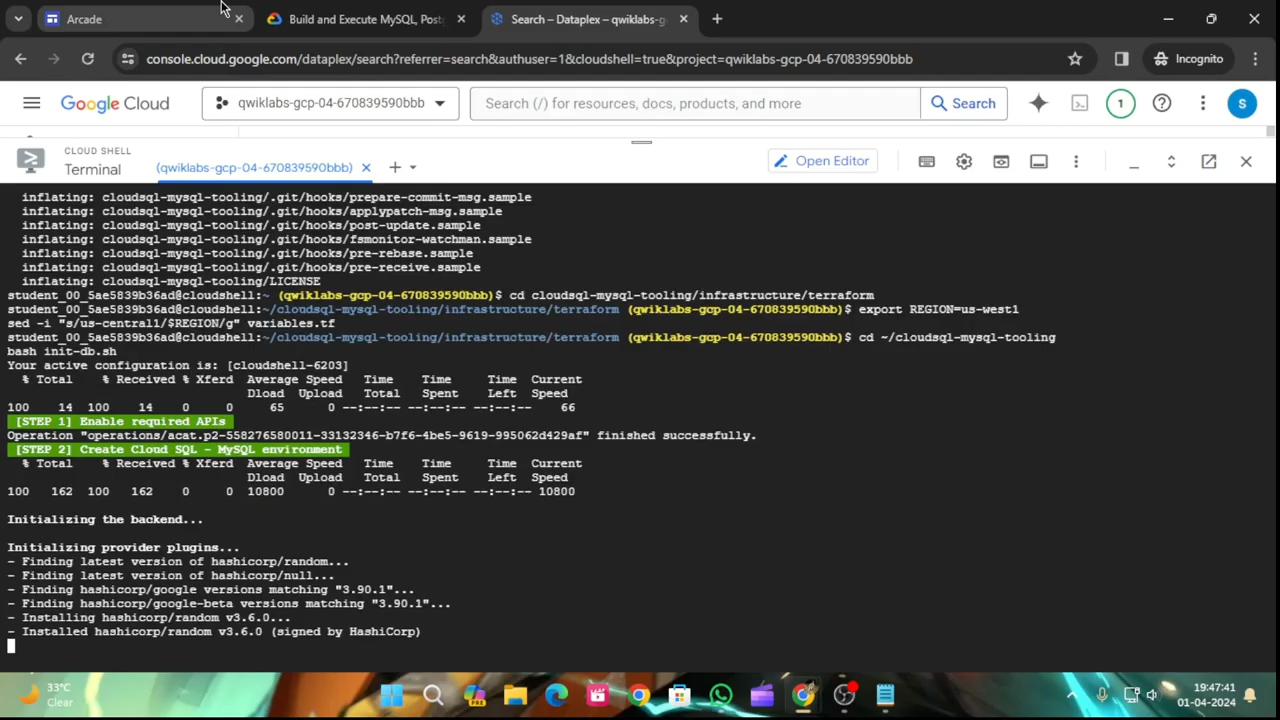 Arcade
Build and Execute MySQL, Post
Search – Dataplex – qwiklabs-g
console.cloud.google.com/dataplex/search?referrer=search&authuser=1&cloudshell=true&project=qwiklabs-gcp-04-670839590bbb
Incognito
Google Cloud
qwiklabs-gcp-04-670839590bbb
Search (/) for resources, docs, products, and more
Search
1
S
CLOUD SHELL
Terminal
(qwiklabs-gcp-04-670839590bbb)
Open Editor
inflating: cloudsql-mysql-tooling/.git/hooks/prepare-commit-msg.sample
inflating: cloudsql-mysql-tooling/.git/hooks/applypatch-msg.sample
inflating: cloudsql-mysql-tooling/.git/hooks/post-update.sample
inflating: cloudsql-mysql-tooling/.git/hooks/fsmonitor-watchman.sample
inflating: cloudsql-mysql-tooling/.git/hooks/pre-rebase.sample
inflating: cloudsql-mysql-tooling/.git/hooks/pre-receive.sample
inflating: cloudsql-mysql-tooling/LICENSE
student_00_5ae5839b36ad@cloudshell:~ (qwiklabs-gcp-04-670839590bbb)$ cd cloudsql-mysql-tooling/infrastructure/terraform
student_00_5ae5839b36ad@cloudshell:~/cloudsql-mysql-tooling/infrastructure/terraform (qwiklabs-gcp-04-670839590bbb)$ export REGION=us-west1
sed -i "s/us-central1/$REGION/g" variables.tf
student_00_5ae5839b36ad@cloudshell:~/cloudsql-mysql-tooling/infrastructure/terraform (qwiklabs-gcp-04-670839590bbb)$ cd ~/cloudsql-mysql-tooling
bash init-db.sh
Your active configuration is: [cloudshell-6203]
% Total % Received % Xferd Average Speed Time Time Time Current
Dload Upload Total Spent Left Speed
100 14 100 14 0 0 65 0 --:--:-- --:--:-- --:--:-- 66
[STEP 1] Enable required APIs
Operation "operations/acat.p2-558276580011-33132346-b7f6-4be5-9619-995062d429af" finished successfully.
[STEP 2] Create Cloud SQL - MySQL environment
% Total % Received % Xferd Average Speed Time Time Time Current
Dload Upload Total Spent Left Speed
100 162 100 162 0 0 10800 0 --:--:-- --:--:-- --:--:-- 10800
Initializing the backend...
Initializing provider plugins...
- Finding latest version of hashicorp/random...
- Finding latest version of hashicorp/null...
- Finding hashicorp/google versions matching "3.90.1"...
- Finding hashicorp/google-beta versions matching "3.90.1"...
- Installing hashicorp/random v3.6.0...
- Installed hashicorp/random v3.6.0 (signed by HashiCorp)
33°C
Clear
PRE
19:47:41
01-04-2024